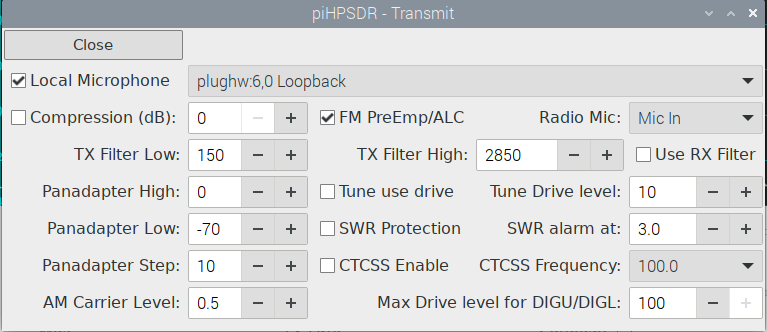 piHPSDR - Transmit
Close
Local Microphone plughw:6,0 Loopback
Compression (dB): 0 FM PreEmp/ALC Radio Mic: Mic In
TX Filter Low: 150 TX Filter High: 2850 Use RX Filter
Panadapter High: 0 Tune use drive Tune Drive level: 10
Panadapter Low: -70 SWR Protection SWR alarm at: 3.0
Panadapter Step: 10 CTCSS Enable CTCSS Frequency: 100.0
AM Carrier Level: 0.5 Max Drive level for DIGU/DIGL: 100